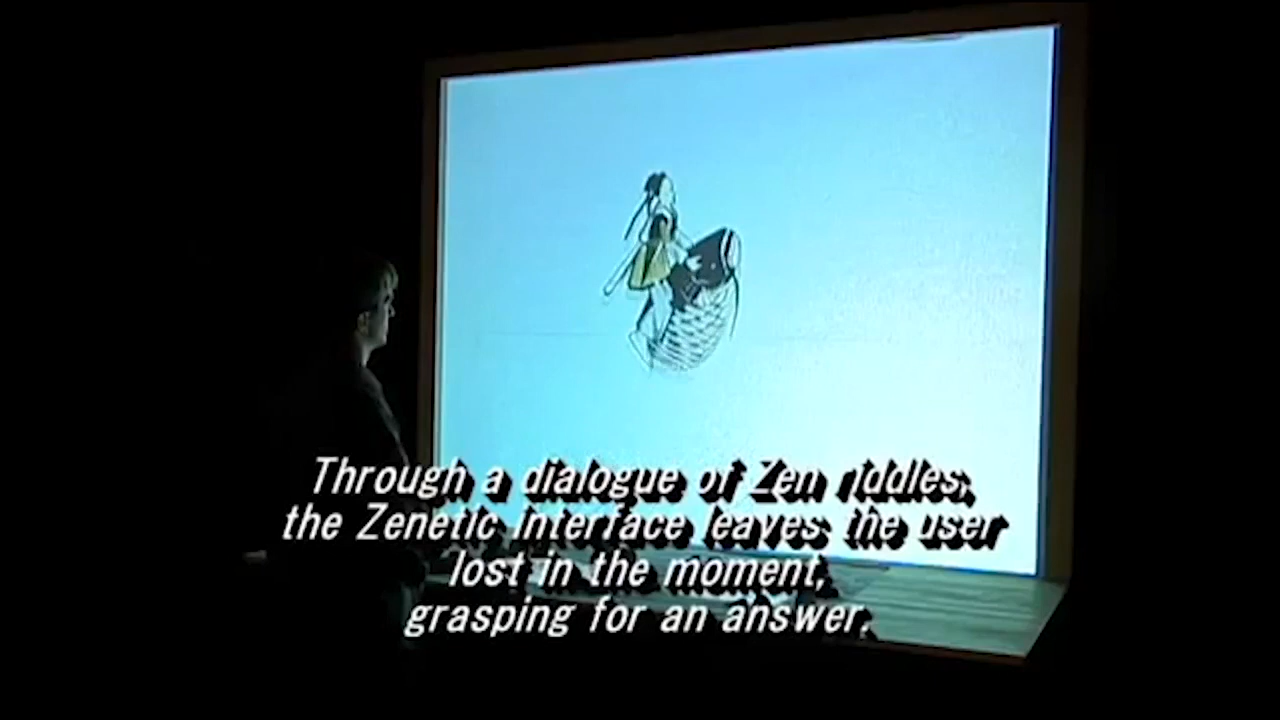 Through a dialogue of Zen riddles,
the Zenetic interface leaves the user
lost in the moment,
grasping for an answer.